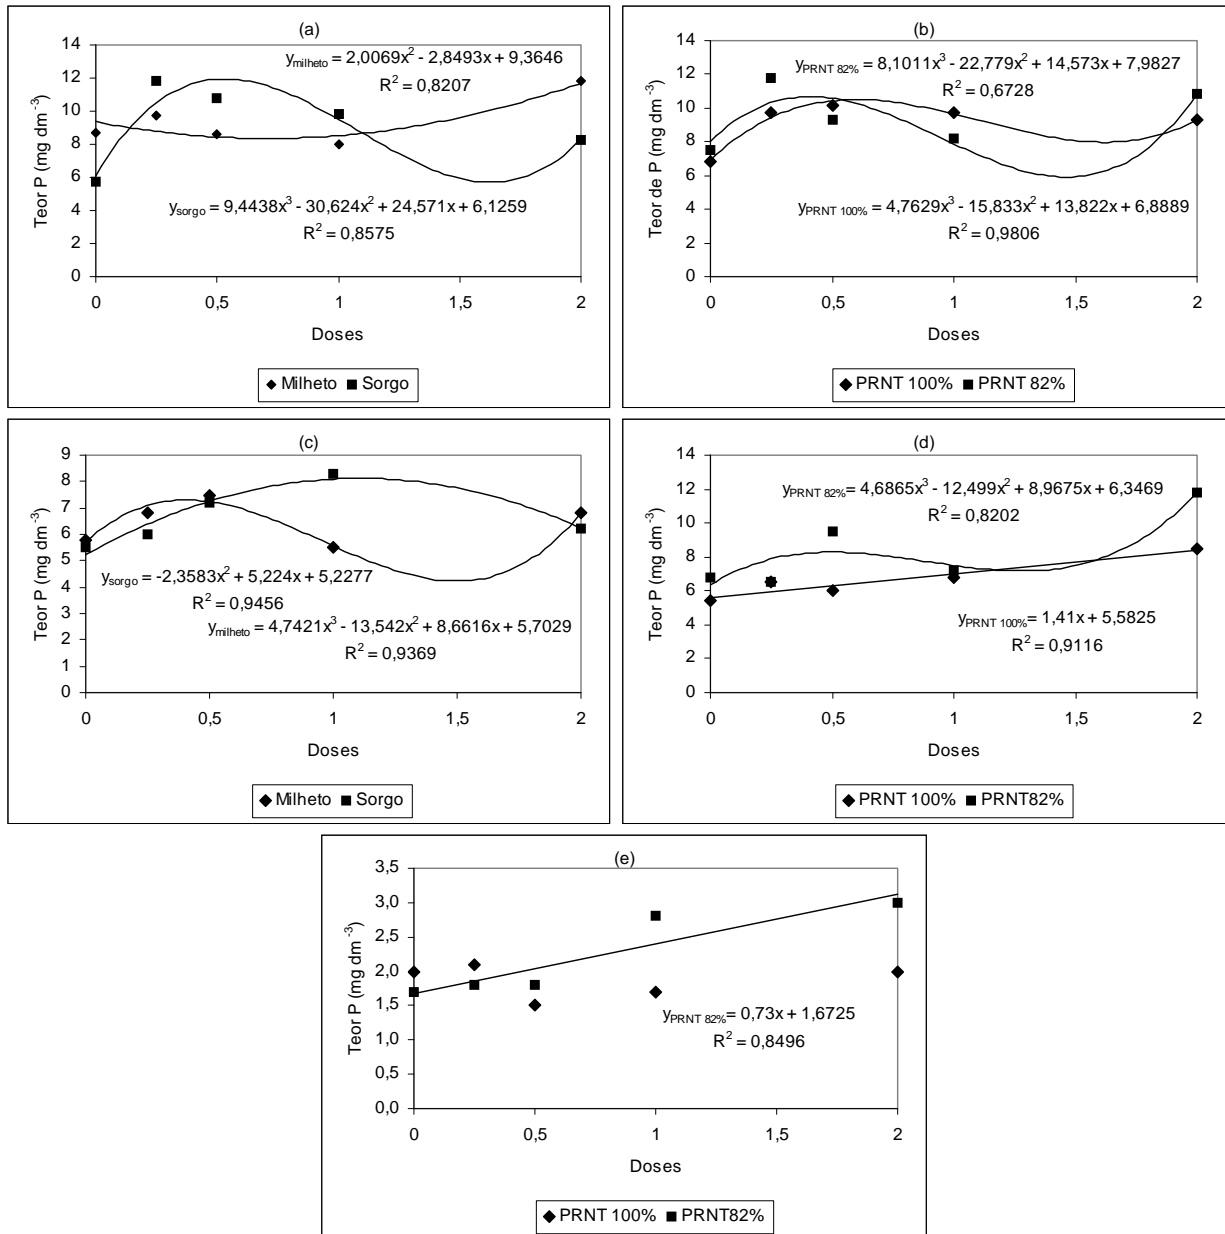 (a)
Teor P (mg dm⁻³)
14
12
10
8
6
4
2
0
y_milheto = 2,0069x² - 2,8493x + 9,3646
R² = 0,8207
y_sorgo = 9,4438x³ - 30,624x² + 24,571x + 6,1259
R² = 0,8575
0 0,5 1 1,5 2
Doses
Milheto Sorgo
(b)
Teor de P (mg dm⁻³)
14
12
10
8
6
4
2
0
y_PRNT 82% = 8,1011x³ - 22,779x² + 14,573x + 7,9827
R² = 0,6728
y_PRNT 100% = 4,7629x³ - 15,833x² + 13,822x + 6,8889
R² = 0,9806
0 0,5 1 1,5 2
Doses
PRNT 100% PRNT 82%
(c)
Teor P (mg dm⁻³)
9
8
7
6
5
4
3
2
1
0
y_sorgo = -2,3583x² + 5,224x + 5,2277
R² = 0,9456
y_milheto = 4,7421x³ - 13,542x² + 8,6616x + 5,7029
R² = 0,9369
0 0,5 1 1,5 2
Doses
Milheto Sorgo
(d)
Teor P (mg dm⁻³)
14
12
10
8
6
4
2
0
y_PRNT 82% = 4,6865x³ - 12,499x² + 8,9675x + 6,3469
R² = 0,8202
y_PRNT 100% = 1,41x + 5,5825
R² = 0,9116
0 0,5 1 1,5 2
Doses
PRNT 100% PRNT82%
(e)
Teor P (mg dm⁻³)
3,5
3,0
2,5
2,0
1,5
1,0
0,5
0,0
y_PRNT 82% = 0,73x + 1,6725
R² = 0,8496
0 0,5 1 1,5 2
Doses
PRNT 100% PRNT82%